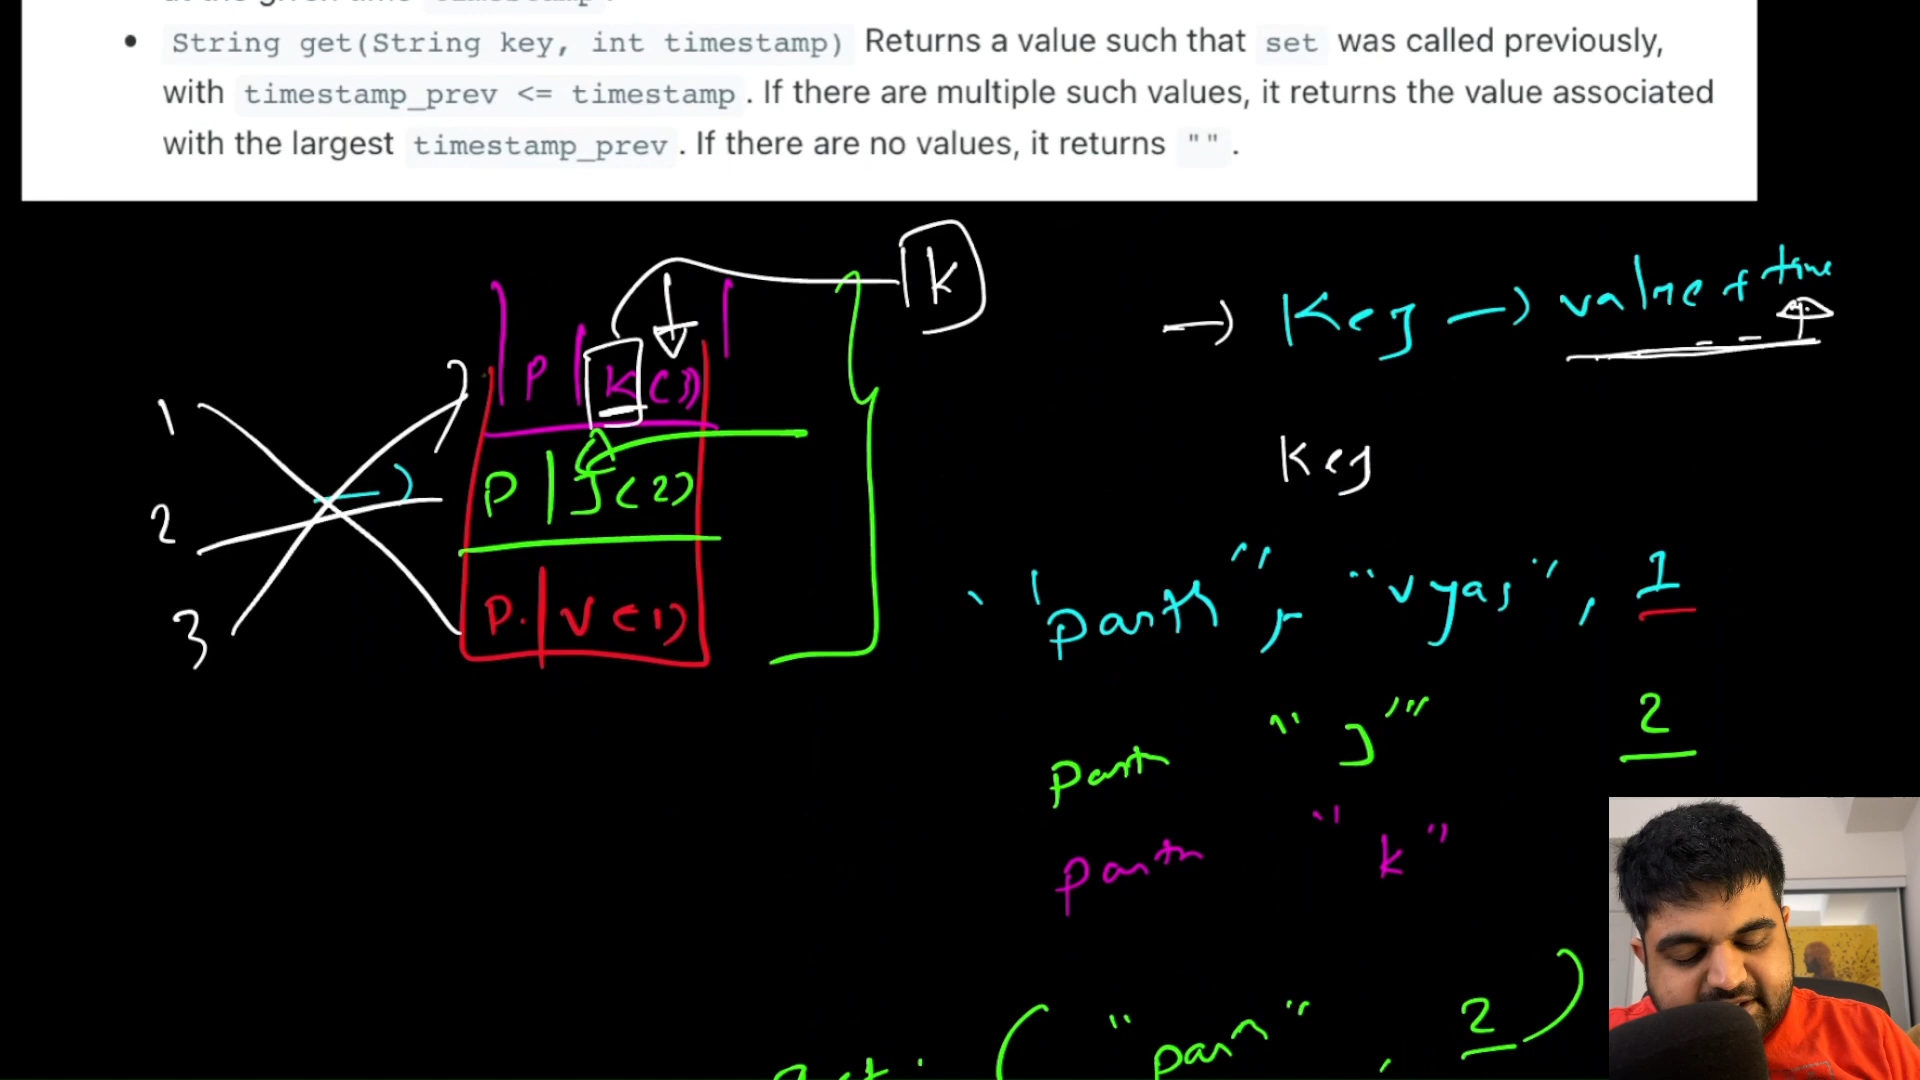 String get(String key, int timestamp) Returns a value such that set was called previously,
with timestamp_prev <= timestamp. If there are multiple such values, it returns the value associated
with the largest timestamp_prev. If there are no values, it returns "".
k
→ Key → value + time
P | K (3)
1
Key
P | J (2)
2
"parth", "vyas", 1
P. | V (1)
3
parth "J" 2
parth "k"
("parth", 2)